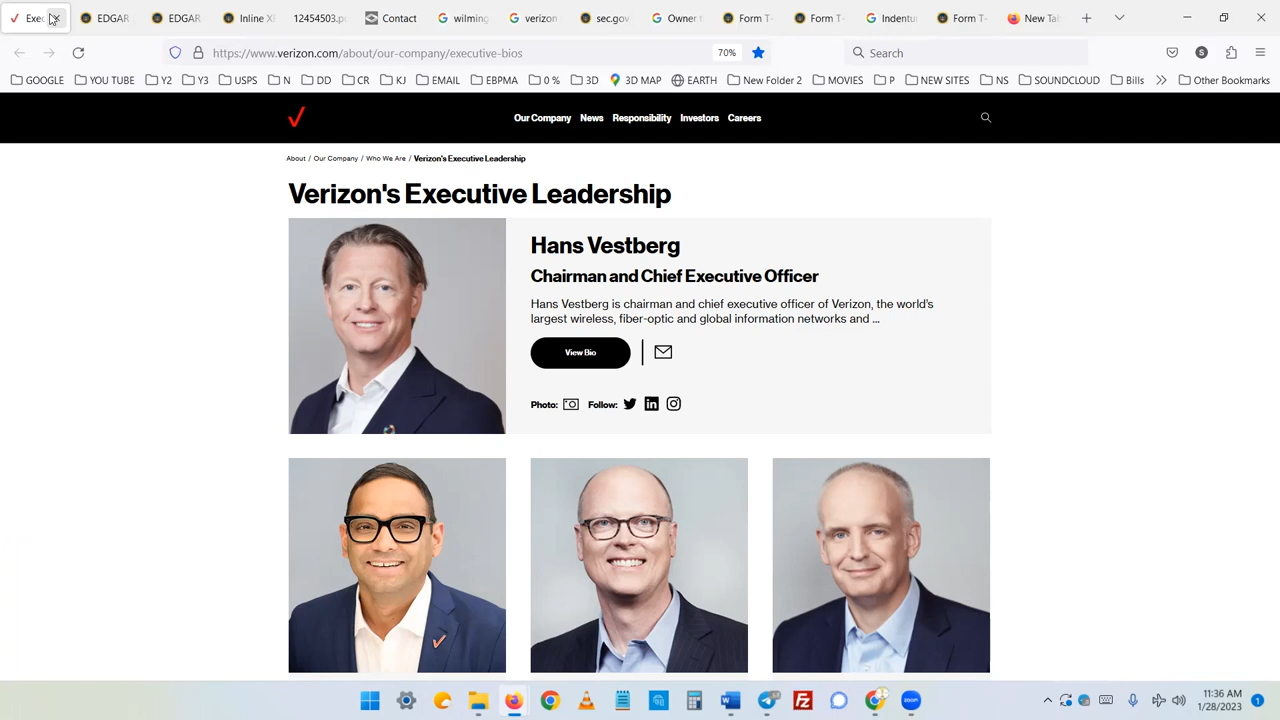 Exec
EDGAR
EDGAR
Inline XI
12454503.p
Contact
wilming
verizon
sec.gov
Owner r
Form T-
Form T-
Indentu
Form T-
New Tab
https://www.verizon.com/about/our-company/executive-bios
70%
S
Search
GOOGLE
YOU TUBE
Y2
Y3
USPS
N
DD
CR
KJ
EMAIL
EBPMA
0 %
3D
3D MAP
EARTH
New Folder 2
MOVIES
P
NEW SITES
NS
SOUNDCLOUD
Bills
Other Bookmarks
Our Company News Responsibility Investors Careers
About / Our Company / Who We Are / Verizon's Executive Leadership
Verizon's Executive Leadership
Hans Vestberg
Chairman and Chief Executive Officer
Hans Vestberg is chairman and chief executive officer of Verizon, the world's
largest wireless, fiber-optic and global information networks and ...
View Bio
Photo: Follow:
11:36 AM
1/28/2023
1